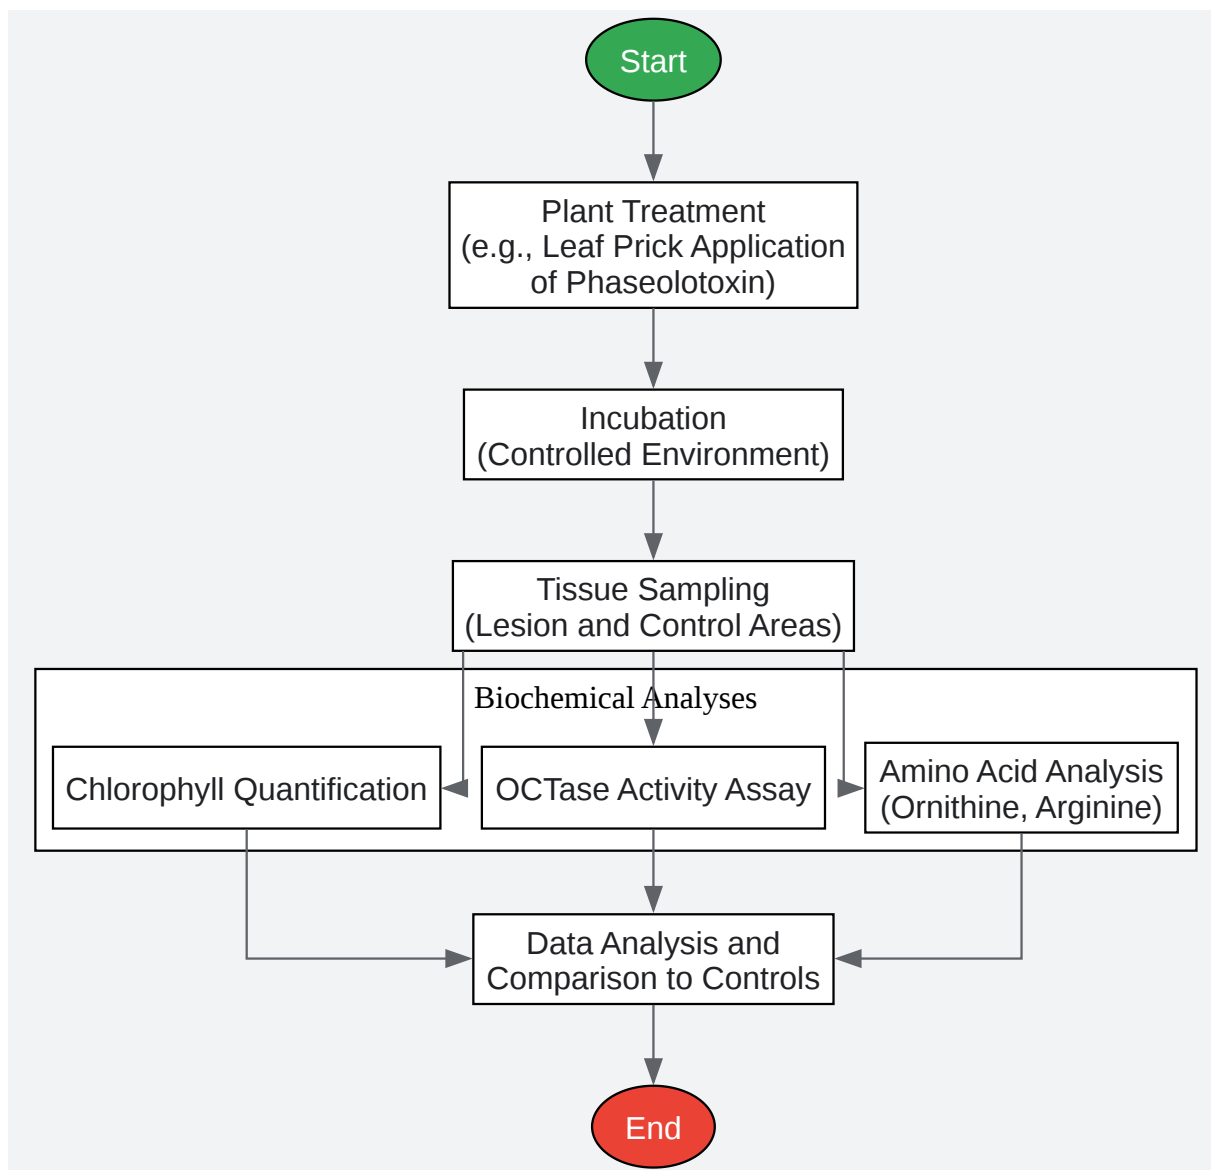 Start
Plant Treatment
(e.g., Leaf Prick Application
of Phaseolotoxin)
Incubation
(Controlled Environment)
Tissue Sampling
(Lesion and Control Areas)
Biochemical Analyses
Chlorophyll Quantification
OCTase Activity Assay
Amino Acid Analysis
(Ornithine, Arginine)
Data Analysis and
Comparison to Controls
End